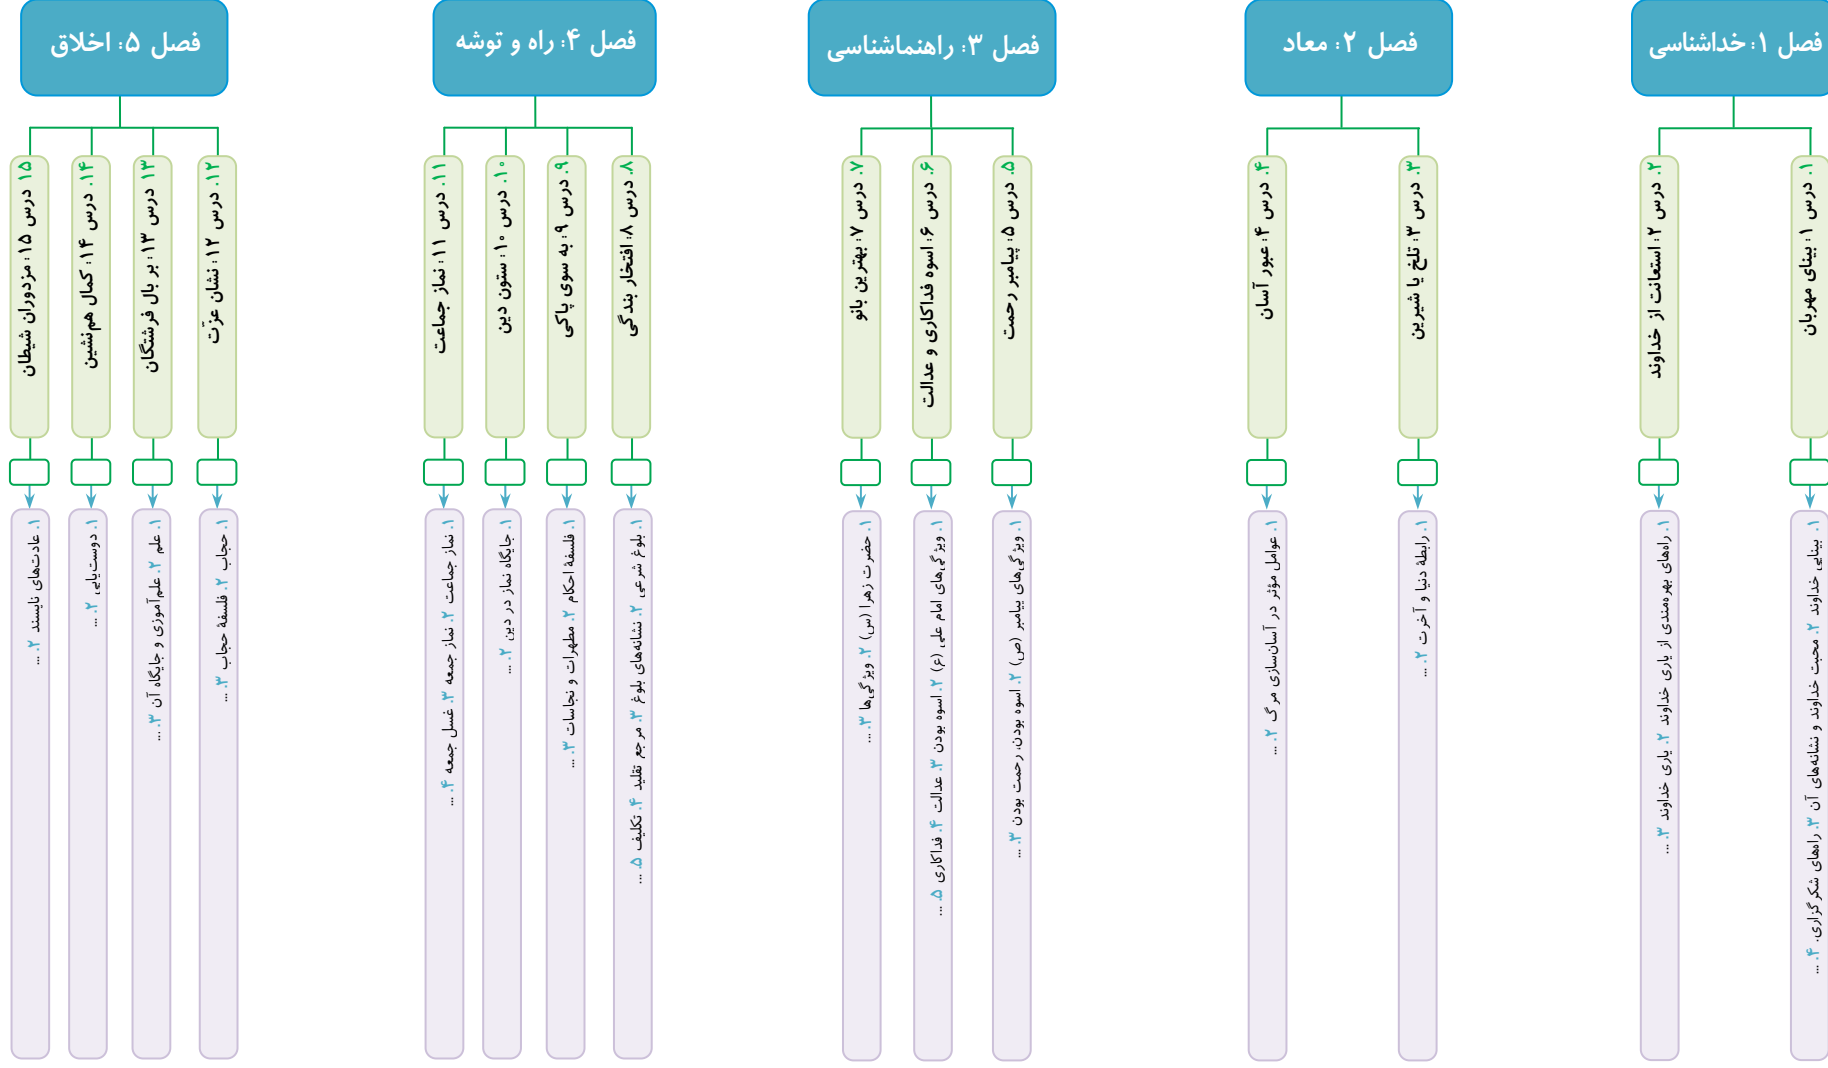 فصل ۱: خداشناسی
۱. درس ۱: بینای مهربان
۱. بینایی خداوند ۲. محبت خداوند و نشانه‌های آن ۳. راه‌های شکرگزاری. ۴. ...
۲. درس ۲: استعانت از خداوند
۱. راه‌های بهره‌مندی از یاری خداوند ۲. یاری خداوند ۳. ...
فصل ۲: معاد
۳. درس ۳: تلخ یا شیرین
۱. رابطهٔ دنیا و آخرت ۲. ...
۴. درس ۴: عبور آسان
۱. عوامل مؤثر در آسان‌سازی مرگ ۲. ...
فصل ۳: راهنماشناسی
۵. درس ۵: پیامبر رحمت
۱. ویژگی‌های پیامبر (ص) ۲. اسوه بودن، رحمت بودن ۳. ...
۶. درس ۶: اسوه فداکاری و عدالت
۱. ویژگی‌های امام علی (ع) ۲. اسوه بودن ۳. عدالت ۴. فداکاری ۵. ...
۷. درس ۷: بهترین بانو
۱. حضرت زهرا (س) ۲. ویژگی‌ها ۳. ...
فصل ۴: راه و توشه
۸. درس ۸: افتخار بندگی
۱. بلوغ شرعی ۲. نشانه‌های بلوغ ۳. مرجع تقلید ۴. تکلیف ۵. ...
۹. درس ۹: به سوی پاکی
۱. فلسفهٔ احکام ۲. مطهرات و نجاسات ۳. ...
۱۰. درس ۱۰: ستون دین
۱. جایگاه نماز در دین ۲. ...
۱۱. درس ۱۱: نماز جماعت
۱. نماز جماعت ۲. نماز جمعه ۳. غسل جمعه ۴. ...
فصل ۵: اخلاق
۱۲. درس ۱۲: نشان عزّت
۱. حجاب ۲. فلسفهٔ حجاب ۳. ...
۱۳. درس ۱۳: بر بال فرشتگان
۱. علم ۲. علم‌آموزی و جایگاه آن ۳. ...
۱۴. درس ۱۴: کمال هم‌نشین
۱. دوست‌یابی ۲. ...
۱۵. درس ۱۵: مزدوران شیطان
۱. عادت‌های ناپسند ۲. ...